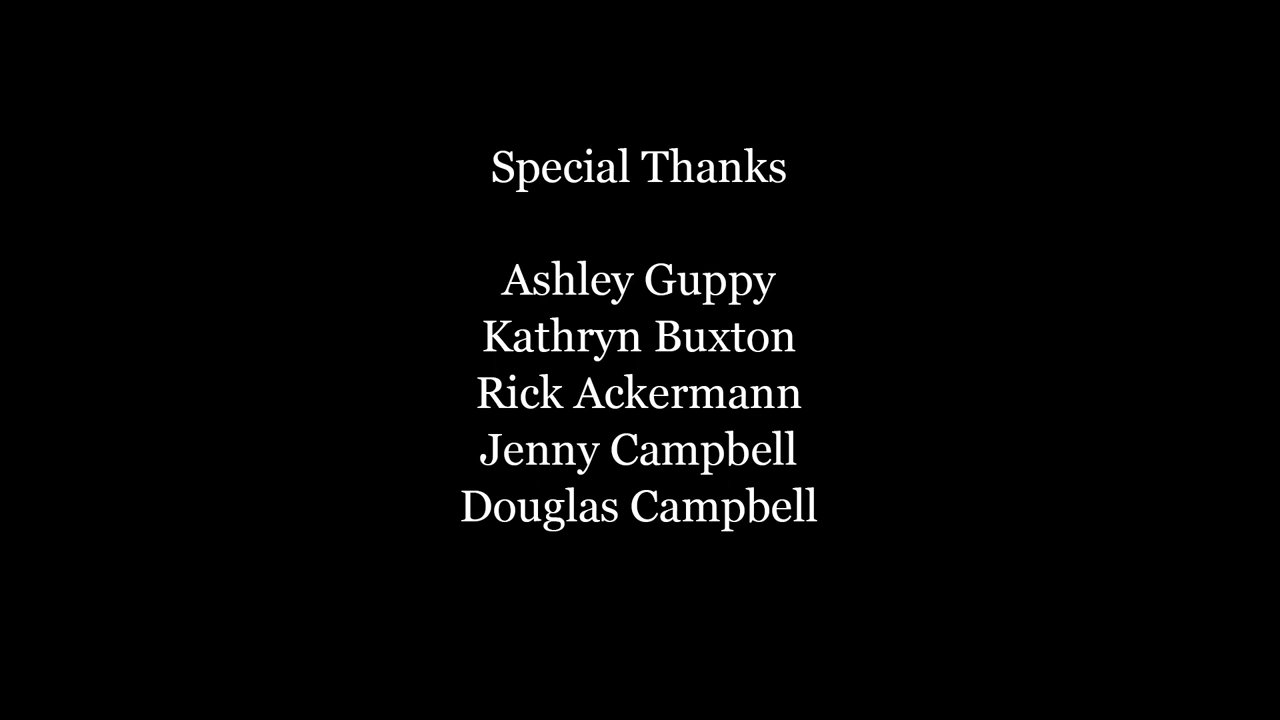 Special Thanks
Ashley Guppy
Kathryn Buxton
Rick Ackermann
Jenny Campbell
Douglas Campbell